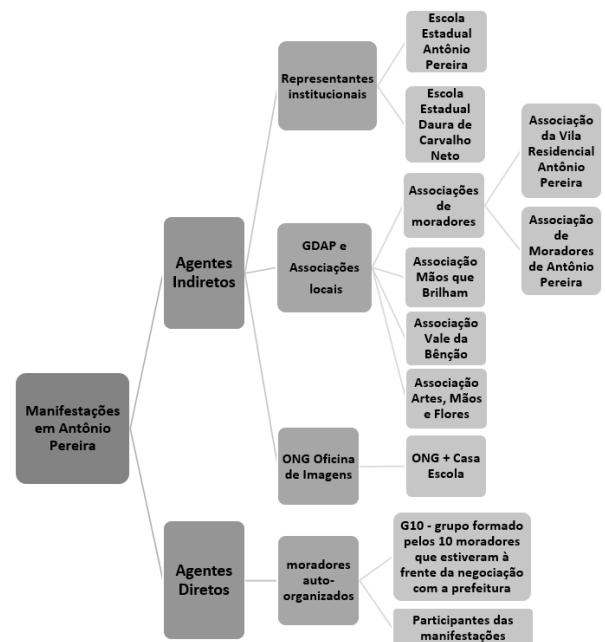 Manifestações
em Antônio
Pereira
Agentes
Indiretos
Representantes
institucionais
Escola
Estadual
Antônio
Pereira
Escola
Estadual
Daura de
Carvalho
Neto
GDAP e
Associações
locais
Associações
de
moradores
Associação
da Vila
Residencial
Antônio
Pereira
Associação
de
Moradores
de Antônio
Pereira
Associação
Mãos que
Brilham
Associação
Vale da
Bênção
Associação
Artes, Mãos
e Flores
ONG Oficina
de Imagens
ONG + Casa
Escola
Agentes
Diretos
moradores
auto-
organizados
G10 - grupo formado
pelos 10 moradores
que estiveram à
frente da negociação
com a prefeitura
Participantes das
manifestações